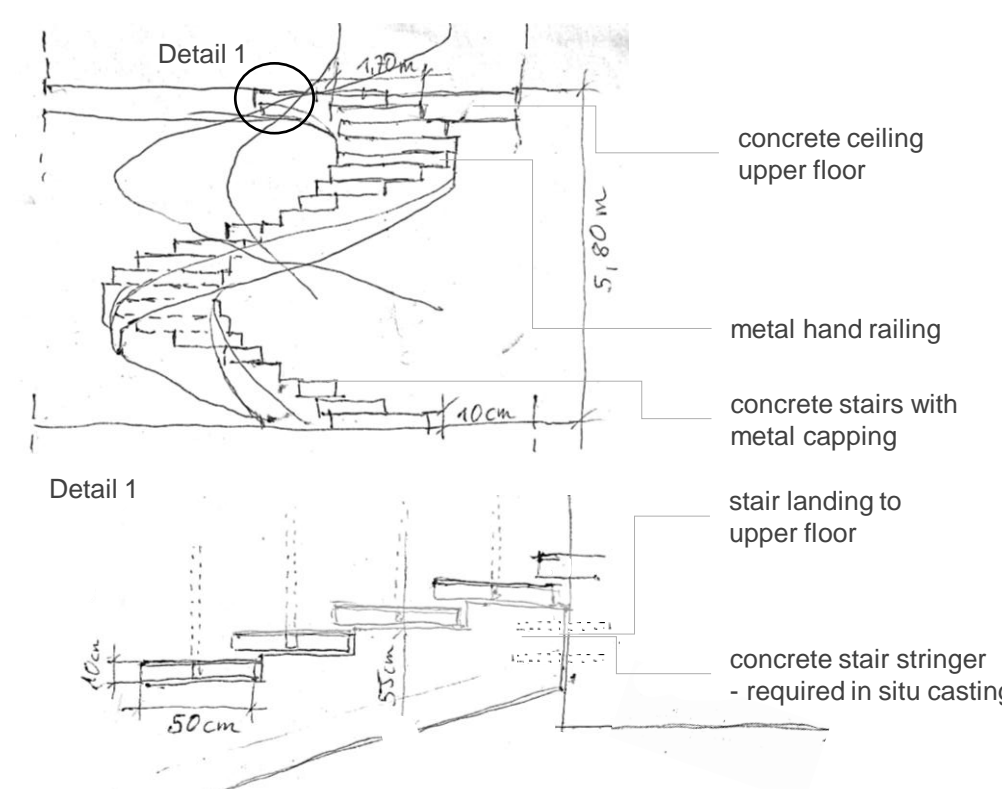 Detail 1
1,70m
concrete ceiling
upper floor
5,80 m
metal hand railing
concrete stairs with
metal capping
10cm
Detail 1
stair landing to
upper floor
10cm
50cm
55cm
concrete stair stringer
- required in situ casting